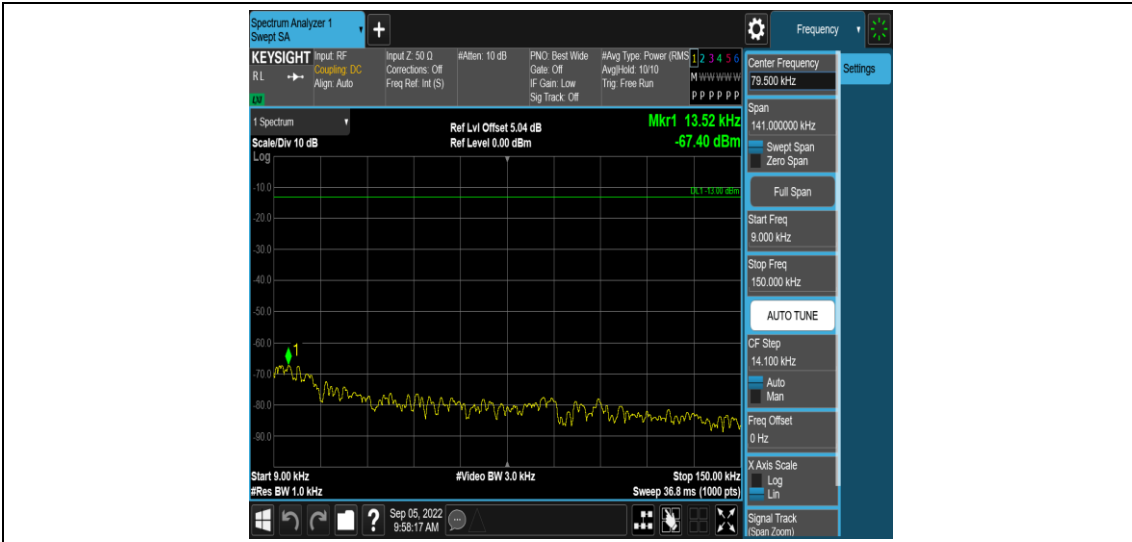 Spectrum Analyzer 1
Swept SA
+
Frequency
KEYSIGHT
RL
LXI
Input: RF
Coupling: DC
Align: Auto
Input Z: 50 Ω
Corrections: Off
Freq Ref: Int (S)
#Atten: 10 dB
PNO: Best Wide
Gate: Off
IF Gain: Low
Sig Track: Off
#Avg Type: Power (RMS
Avg|Hold: 10/10
Trig: Free Run
1 2 3 4 5 6
M W W W W W
P P P P P P
Center Frequency
79.500 kHz
Settings
Span
141.000000 kHz
Swept Span
Zero Span
Full Span
Start Freq
9.000 kHz
Stop Freq
150.000 kHz
AUTO TUNE
CF Step
14.100 kHz
Auto
Man
Freq Offset
0 Hz
X Axis Scale
Log
Lin
Signal Track
(Span Zoom)
1 Spectrum
Scale/Div 10 dB
Log
Ref Lvl Offset 5.04 dB
Ref Level 0.00 dBm
Mkr1 13.52 kHz
-67.40 dBm
DL1 -13.00 dBm
-10.0
-20.0
-30.0
-40.0
-50.0
-60.0
-70.0
-80.0
-90.0
1
Start 9.00 kHz
#Res BW 1.0 kHz
#Video BW 3.0 kHz
Stop 150.00 kHz
Sweep 36.8 ms (1000 pts)
?
Sep 05, 2022
9:58:17 AM